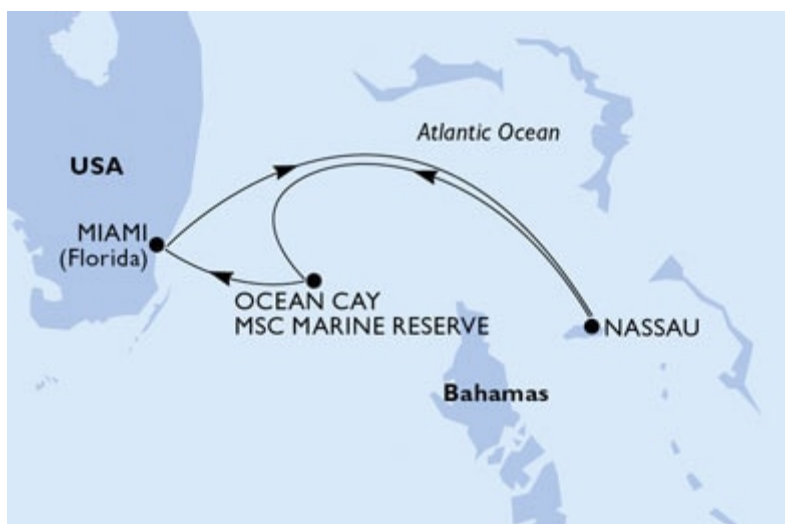 Atlantic Ocean
USA
MIAMI
(Florida)
OCEAN CAY
MSC MARINE RESERVE
NASSAU
Bahamas